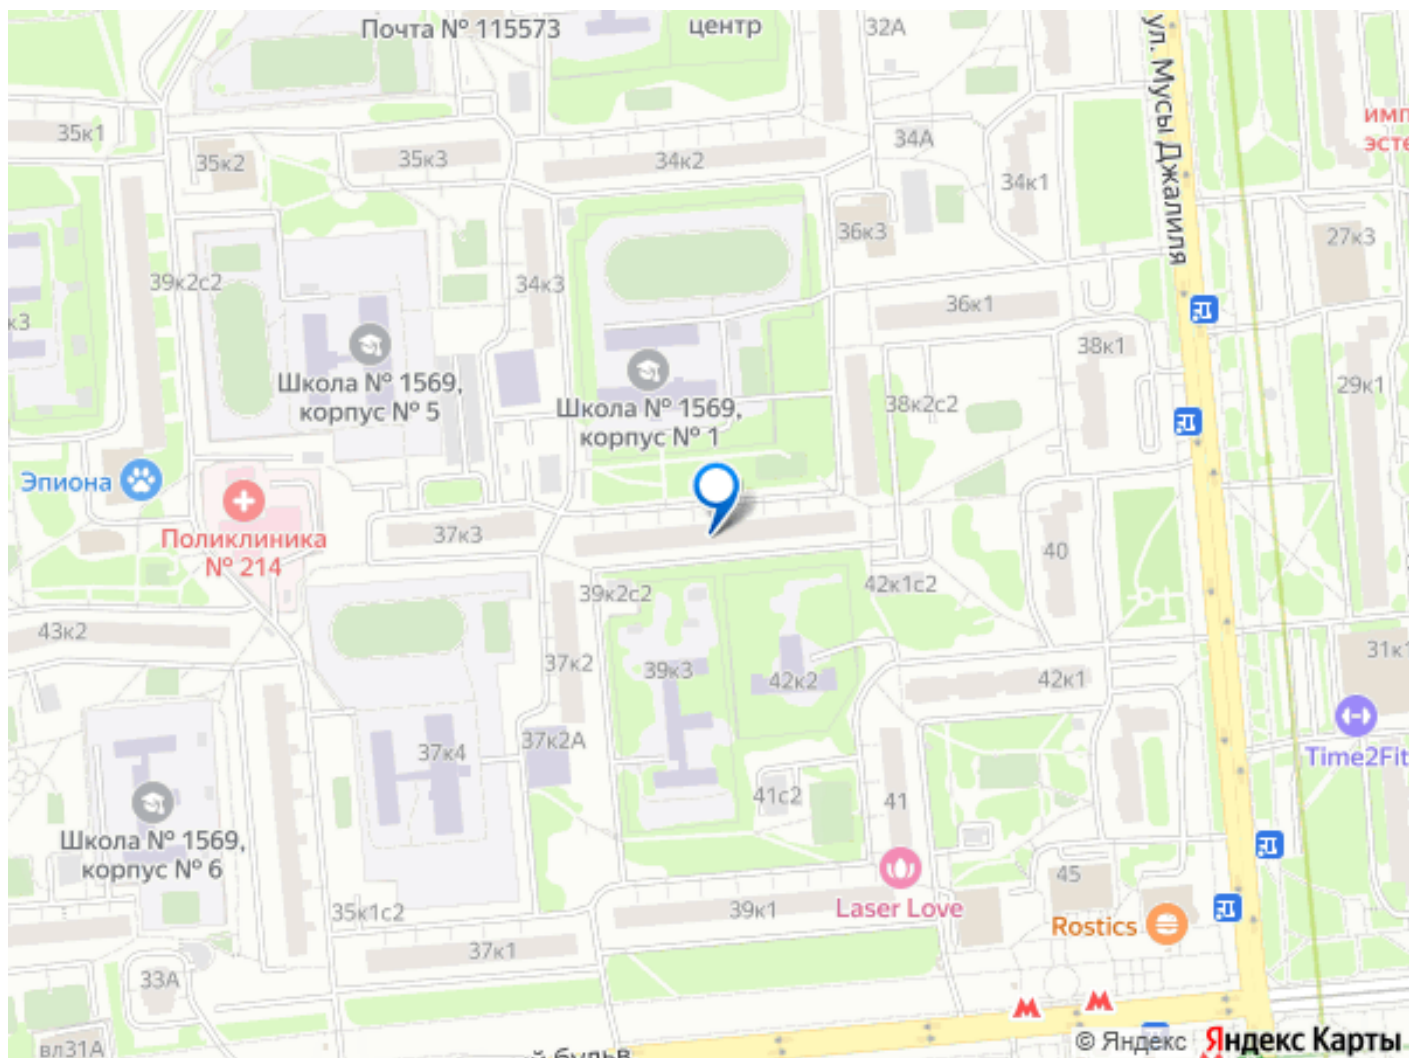 Почта № 115573
центр
32А
ул. Мусы Джалиля
35к1
35к2
35к3
34к2
34А
34к1
36к3
27к3
39к2с2
34к3
36к1
38к1
29к1
Школа № 1569,
корпус № 5
Школа № 1569,
корпус № 1
38к2с2
Эпиона
Поликлиника
№ 214
37к3
40
39к2с2
42к1с2
43к2
37к2
39к3
42к2
42к1
31к1
37к4
37к2А
Time2Fit
41с2
41
Школа № 1569,
корпус № 6
45
Laser Love
35к1с2
39к1
Rostics
37к1
33А
вл31А
© Яндекс Яндекс Карты